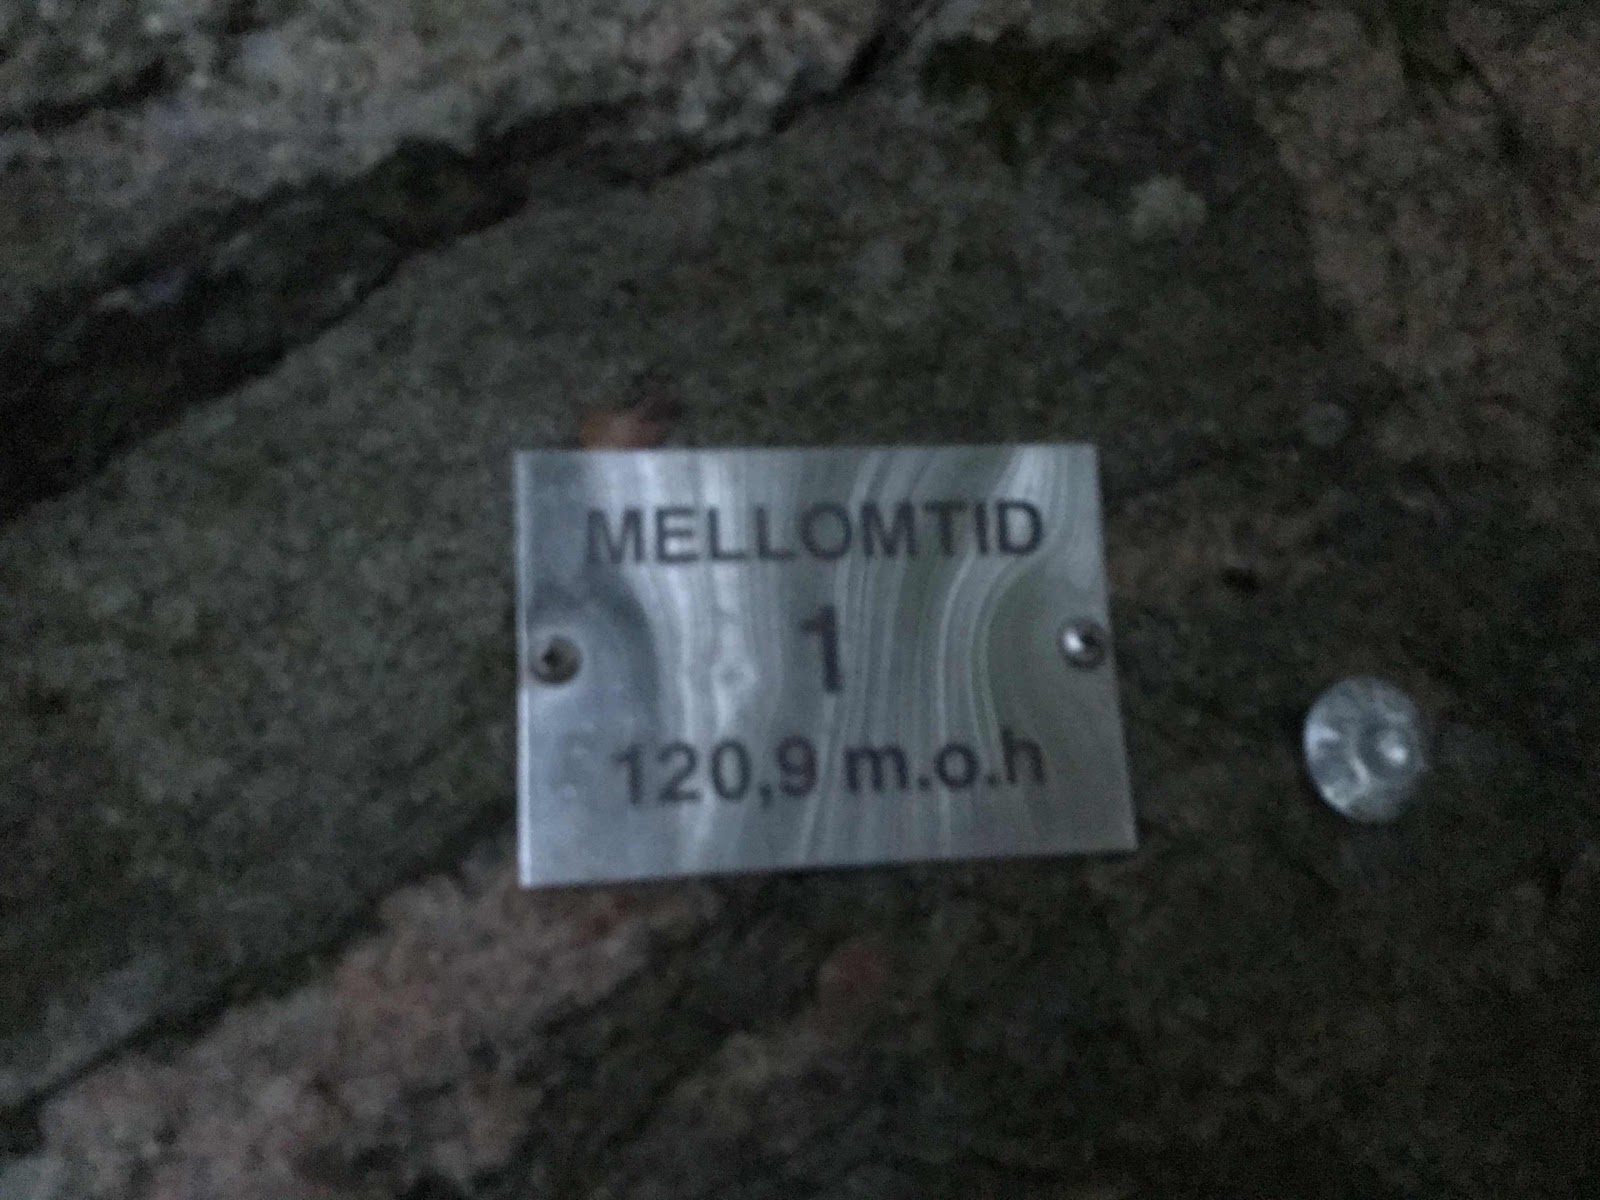 MELLOMTID
1
120,9 m.o.h